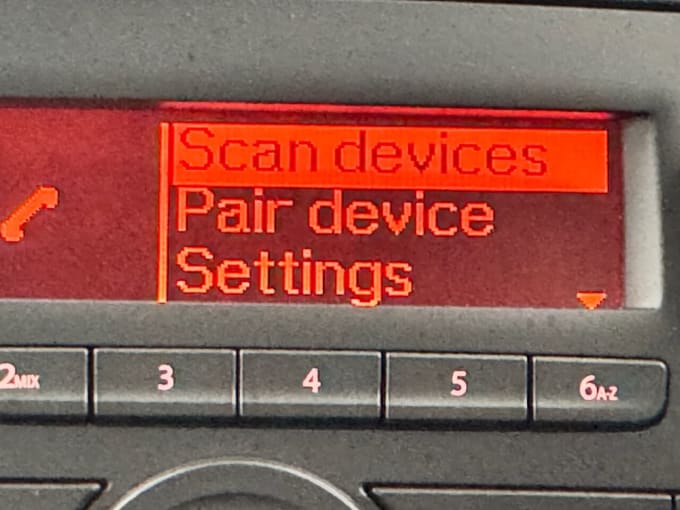 Scan devices
Pair device
Settings
2MIX 3 4 5 6A-Z